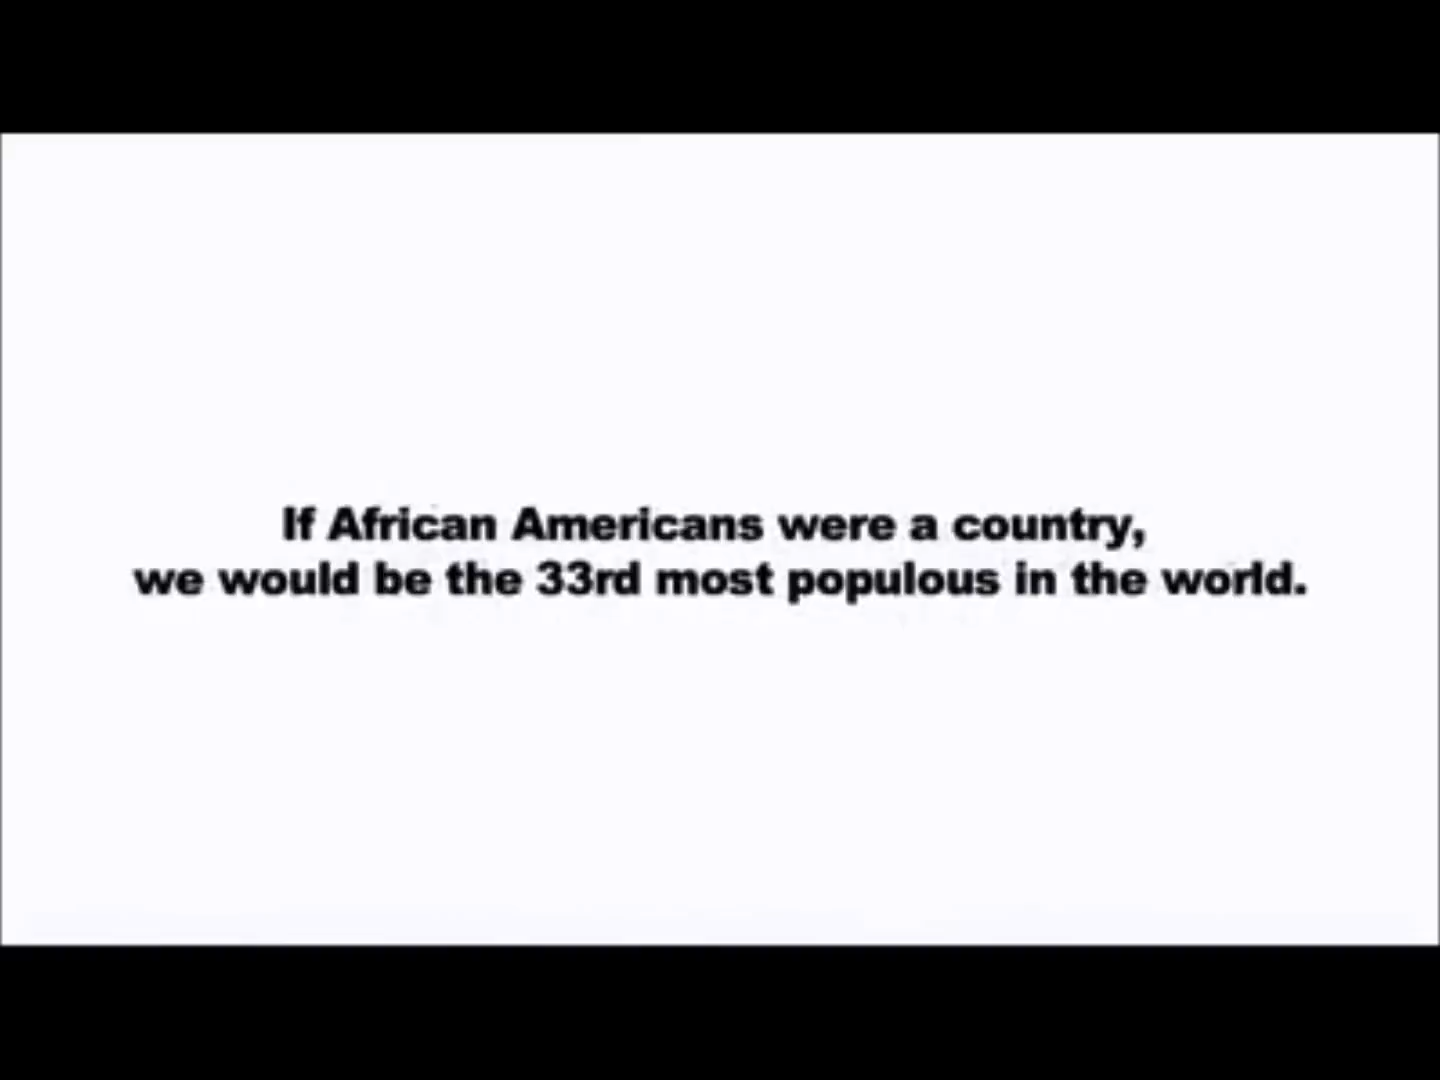 If African Americans were a country,
we would be the 33rd most populous in the world.